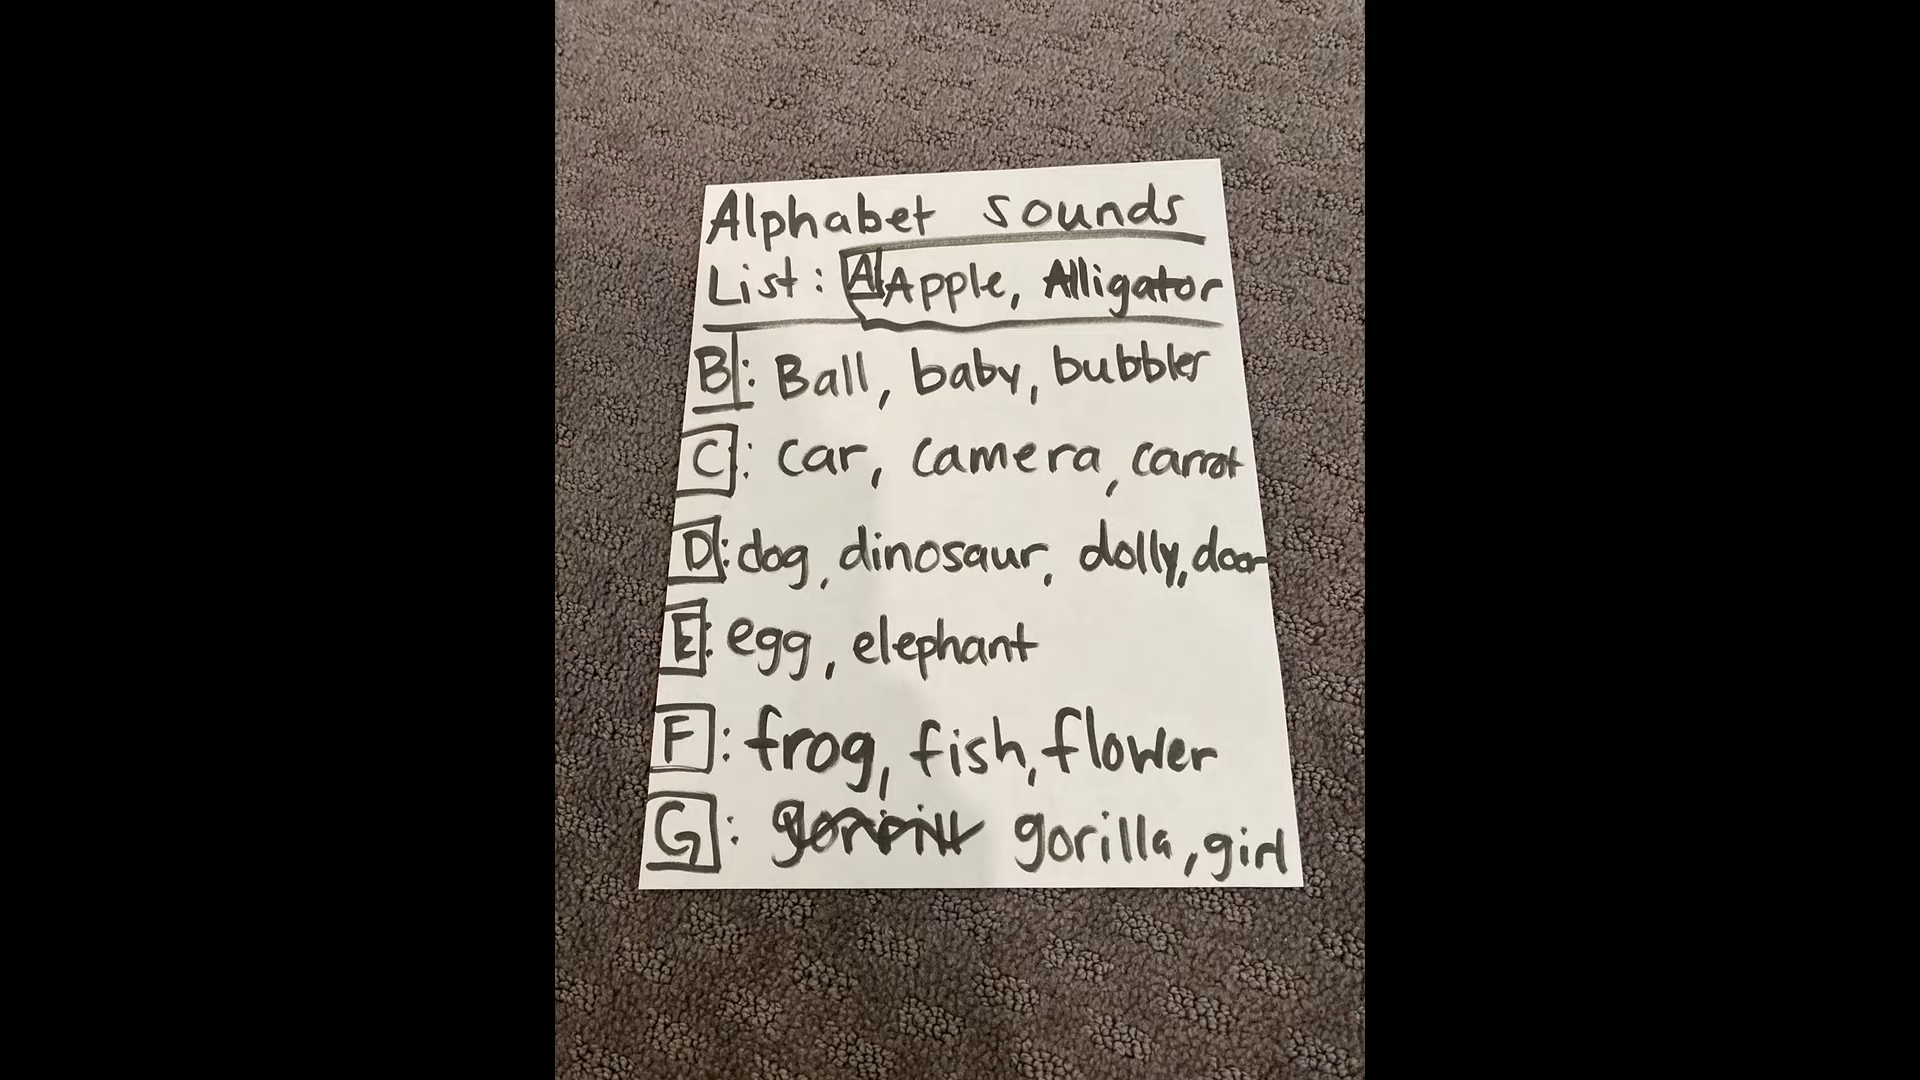 Alphabet sounds
List: A Apple, Alligator
B: Ball, baby, bubbles
C: car, camera, carrot
D: dog, dinosaur, dolly, door
E: egg, elephant
F: frog, fish, flower
G: gorilla, girl